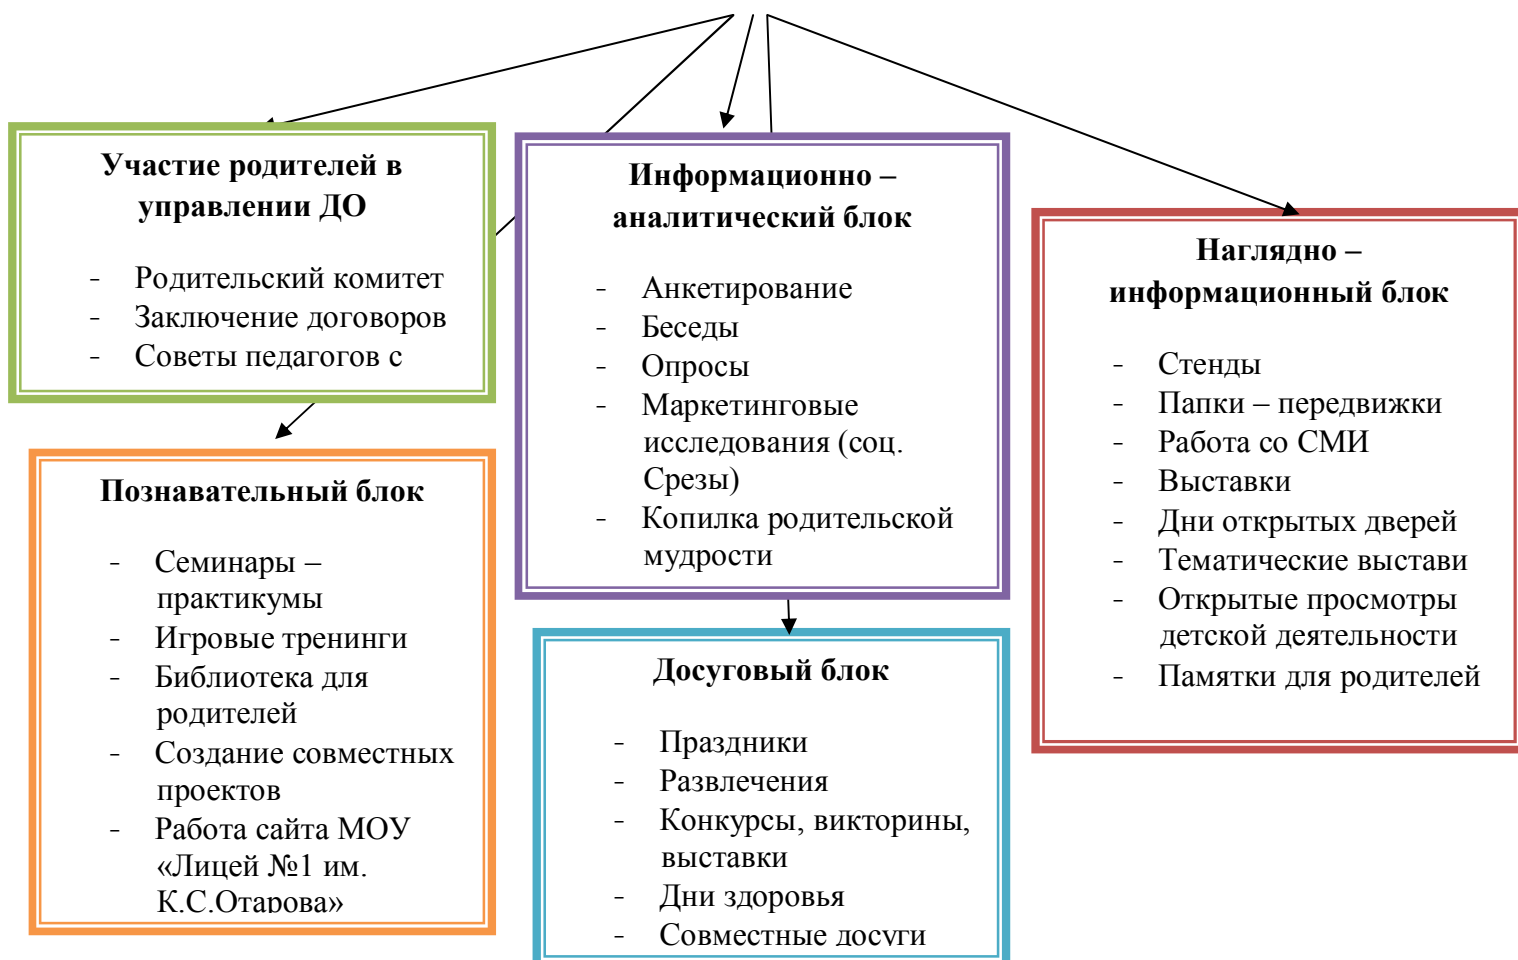 Участие родителей в
управлении ДО
- Родительский комитет
- Заключение договоров
- Советы педагогов с
Информационно –
аналитический блок
- Анкетирование
- Беседы
- Опросы
- Маркетинговые
исследования (соц.
Срезы)
- Копилка родительской
мудрости
Наглядно –
информационный блок
- Стенды
- Папки – передвижки
- Работа со СМИ
- Выставки
- Дни открытых дверей
- Тематические выстави
- Открытые просмотры
детской деятельности
- Памятки для родителей
Познавательный блок
- Семинары –
практикумы
- Игровые тренинги
- Библиотека для
родителей
- Создание совместных
проектов
- Работа сайта МОУ
«Лицей №1 им.
К.С.Отарова»
Досуговый блок
- Праздники
- Развлечения
- Конкурсы, викторины,
выставки
- Дни здоровья
- Совместные досуги